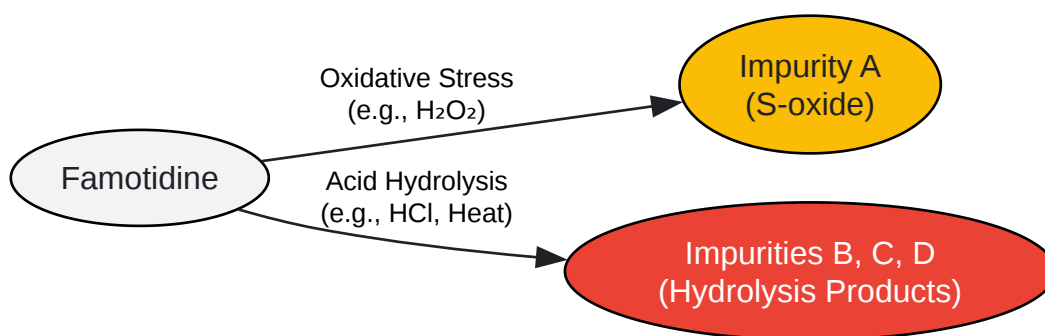 Famotidine
Oxidative Stress
(e.g., H₂O₂)
Impurity A
(S-oxide)
Acid Hydrolysis
(e.g., HCl, Heat)
Impurities B, C, D
(Hydrolysis Products)